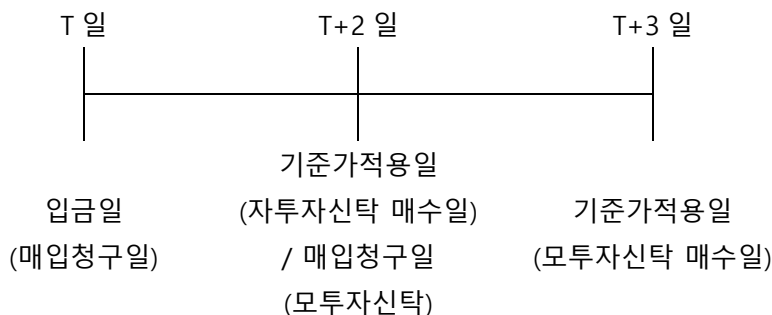 T 일
T+2 일
T+3 일
입금일
(매입청구일)
기준가적용일
(자투자신탁 매수일)
/ 매입청구일
(모투자신탁)
기준가적용일
(모투자신탁 매수일)